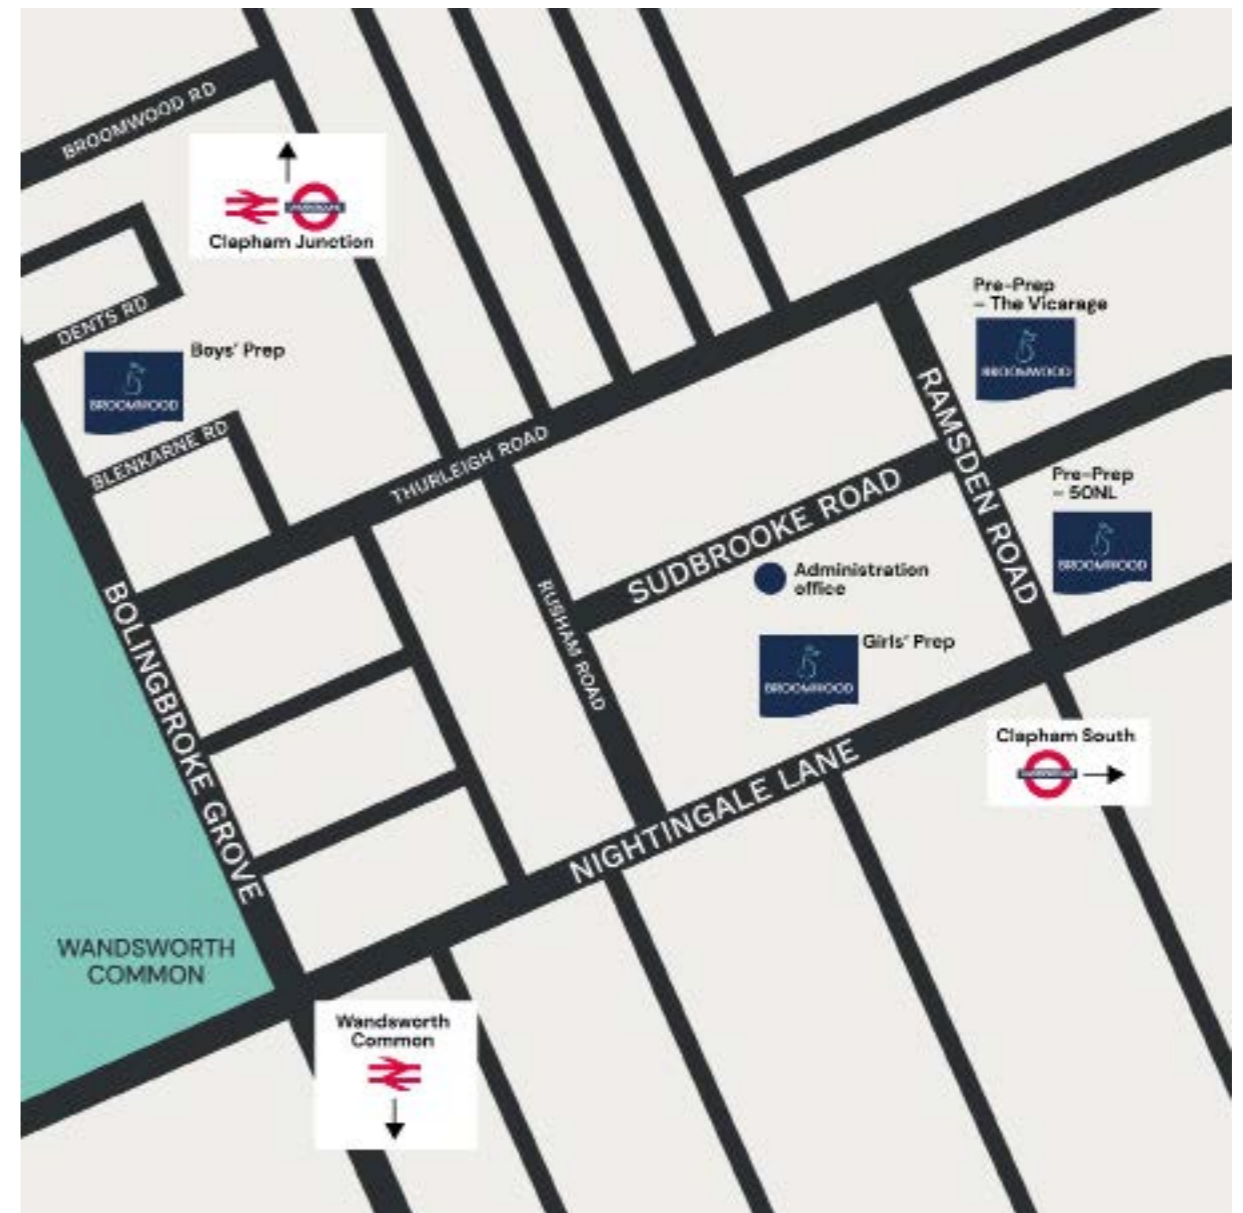 BROOMWOOD RD
Clapham Junction
DENTS RD
Boys' Prep
BROOMWOOD
BLENKARNE RD
THURLEIGH ROAD
Pre-Prep
– The Vicarage
BROOMWOOD
RAMSDEN ROAD
Pre-Prep
– 50NL
BROOMWOOD
SUDBROOKE ROAD
Administration
office
RUSHAM ROAD
Girls' Prep
BROOMWOOD
BOLINGBROKE GROVE
NIGHTINGALE LANE
Clapham South
WANDSWORTH
COMMON
Wandsworth
Common